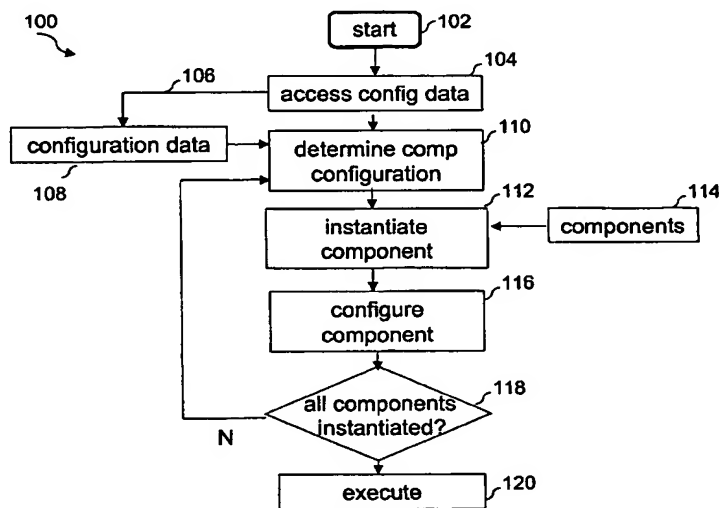 100
start
102
104
106
access config data
configuration data
108
110
determine comp
configuration
112
114
instantiate
component
components
116
configure
component
118
all components
instantiated?
N
execute
120